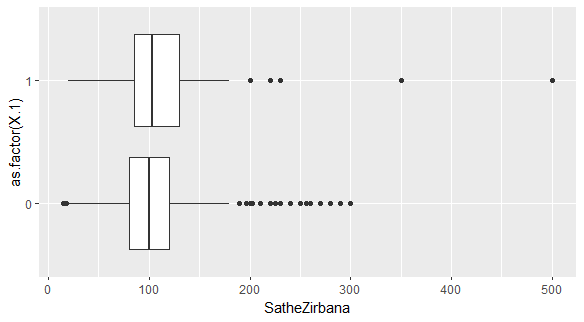 as.factor(X.1)
1
0
0 100 200 300 400 500
SatheZirbana